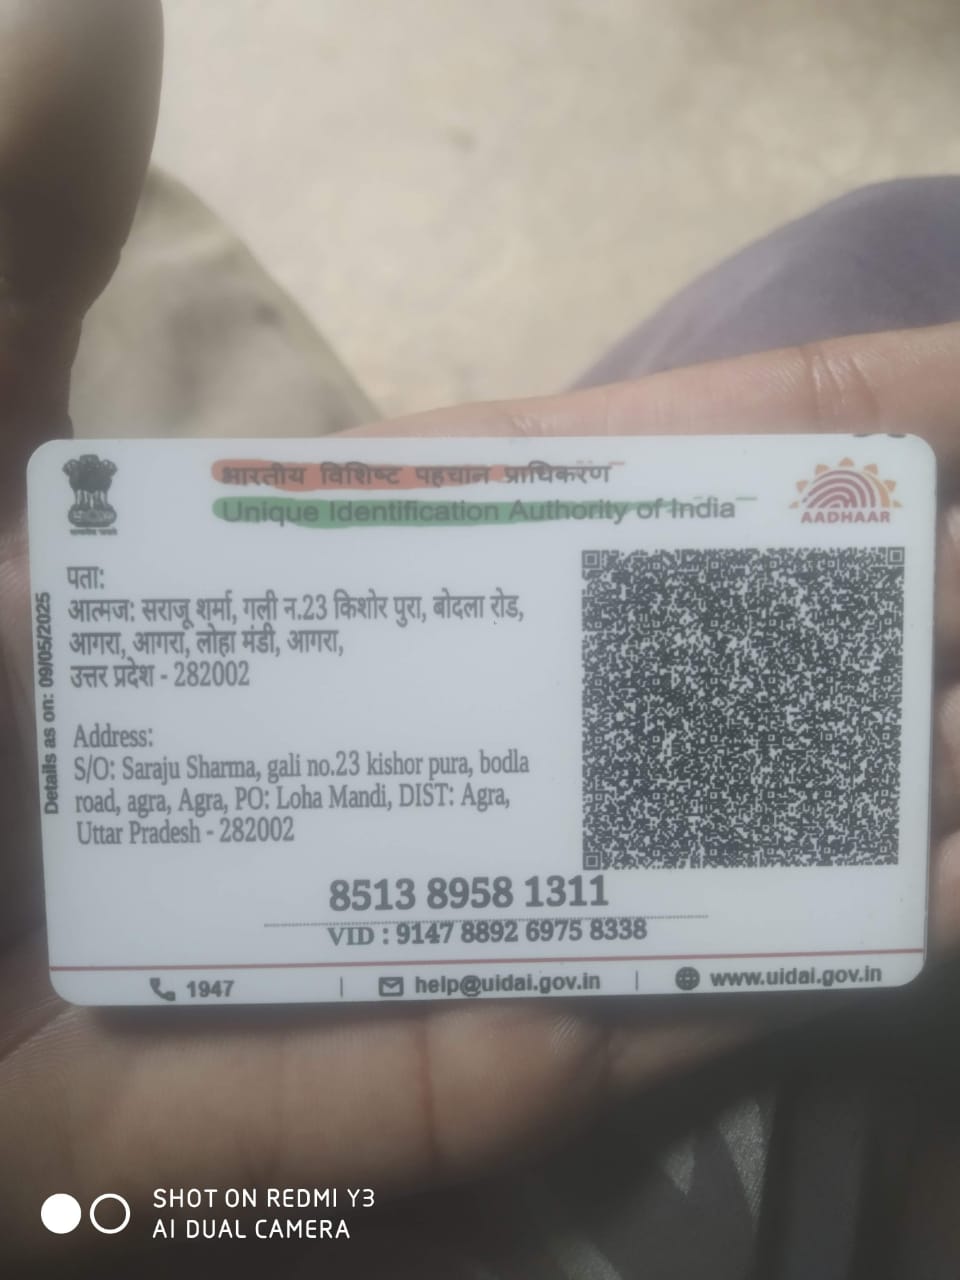 भारतीय विशिष्ट पहचान प्राधिकरण
Unique Identification Authority of India
AADHAAR
Details as on: 09/05/2025
पता:
आत्मज: सराजू शर्मा, गली न.23 किशोर पुरा, बोदला रोड,
आगरा, आगरा, लोहा मंडी, आगरा,
उत्तर प्रदेश - 282002
Address:
S/O: Saraju Sharma, gali no.23 kishor pura, bodla
road, agra, Agra, PO: Loha Mandi, DIST: Agra,
Uttar Pradesh - 282002
8513 8958 1311
VID : 9147 8892 6975 8338
1947 | help@uidai.gov.in | www.uidai.gov.in
SHOT ON REDMI Y3
AI DUAL CAMERA